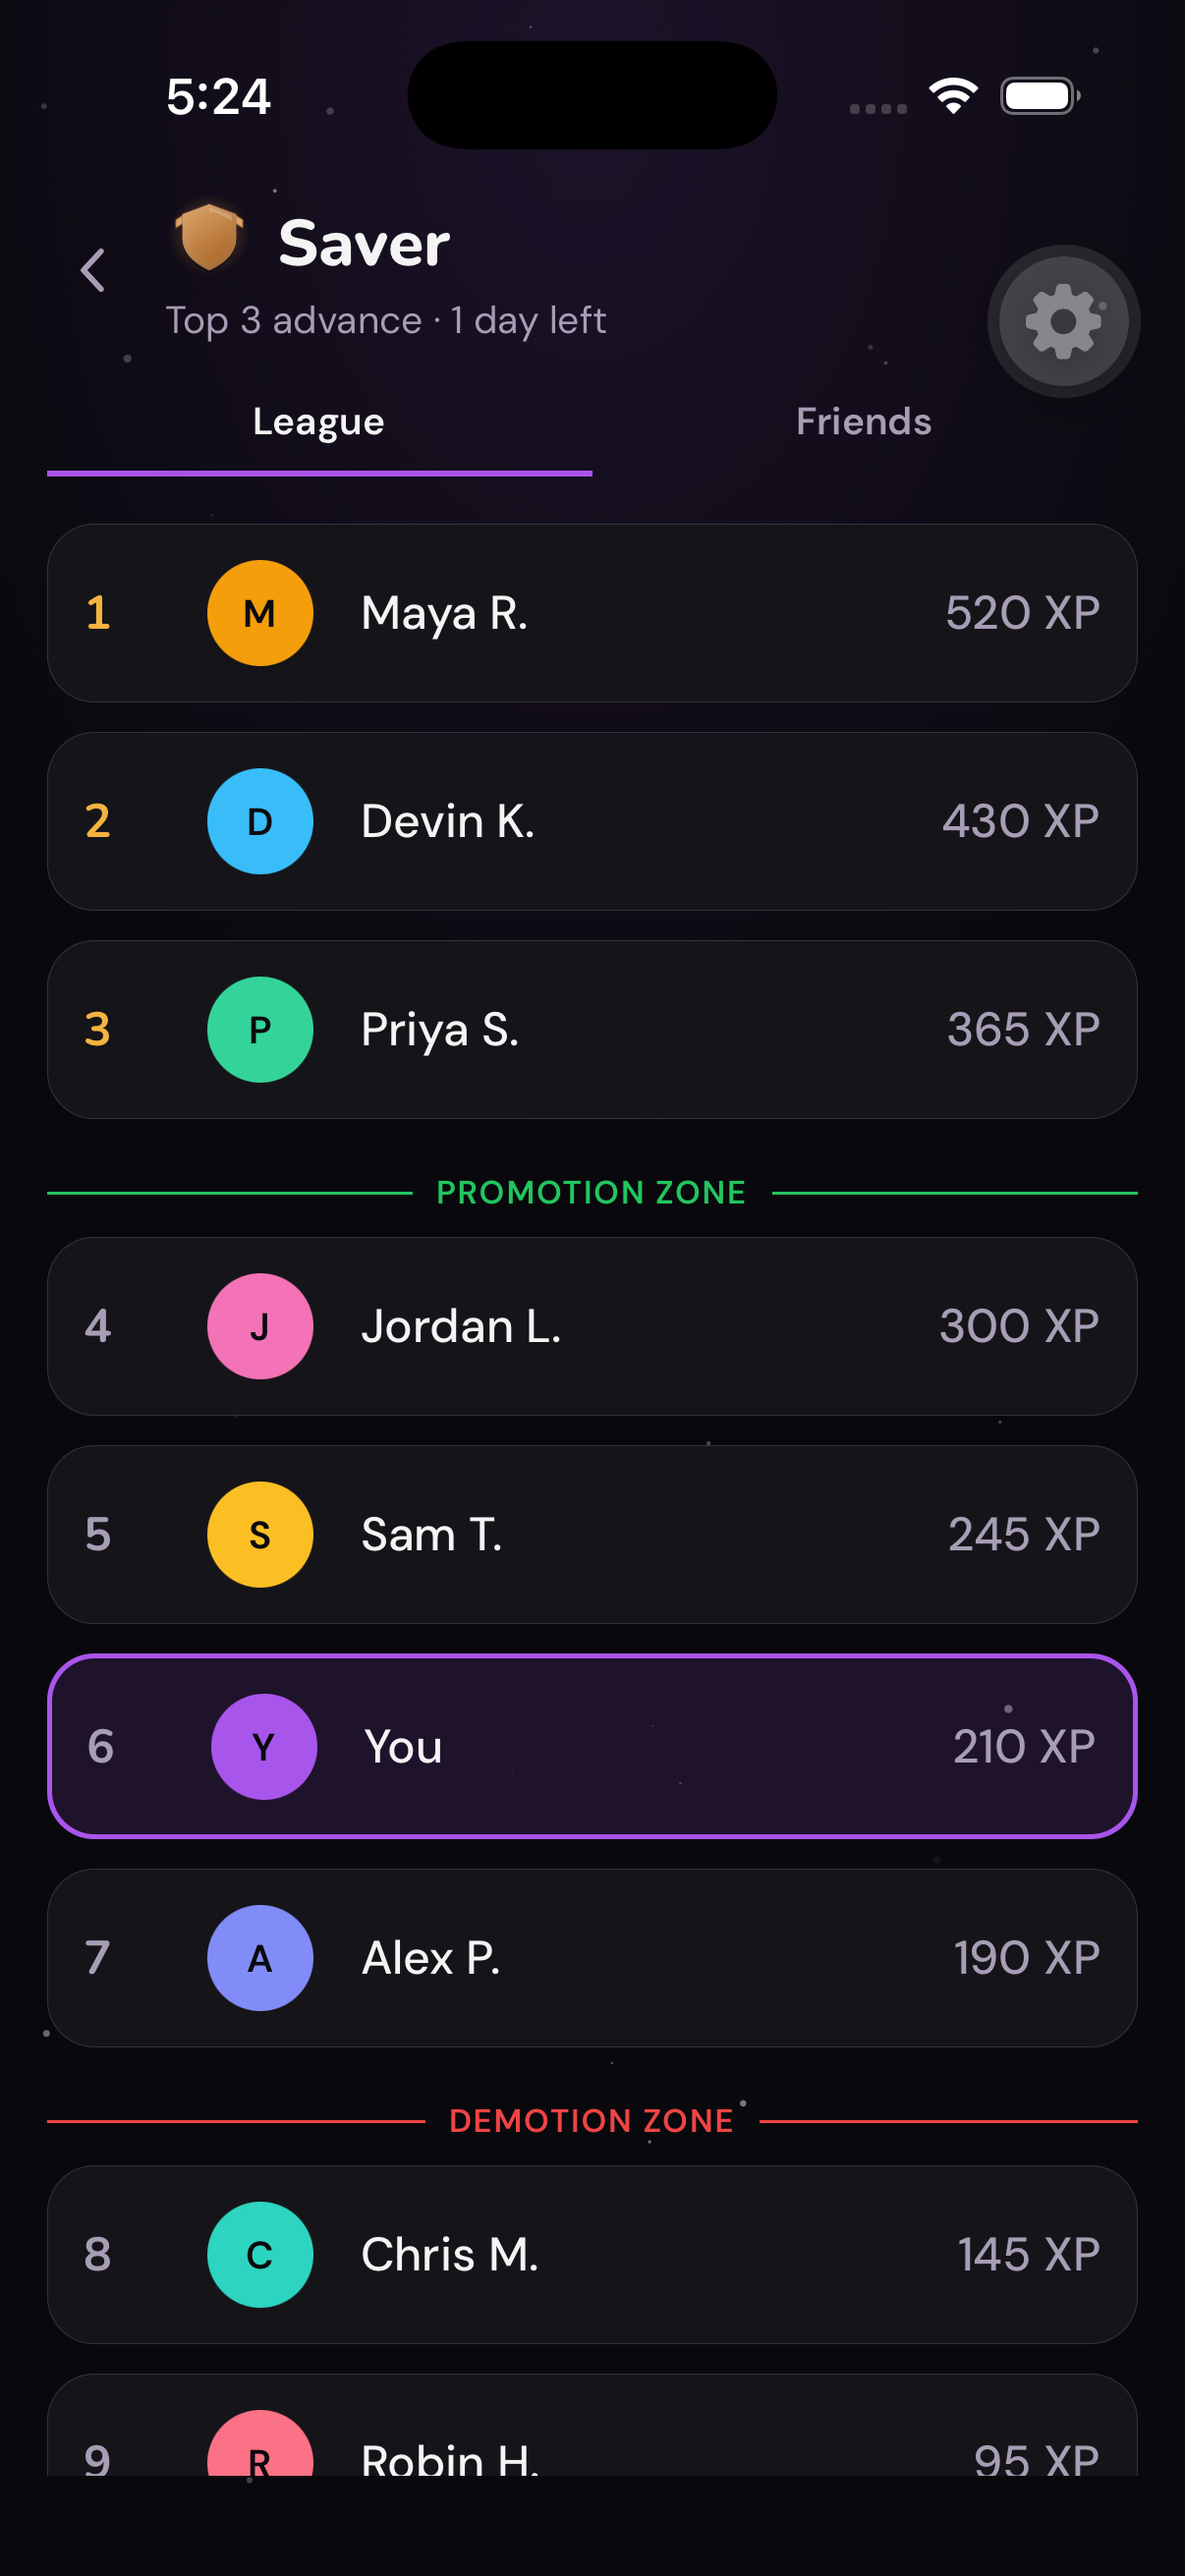 5:24
Saver
Top 3 advance · 1 day left
League Friends
1 M Maya R. 520 XP
2 D Devin K. 430 XP
3 P Priya S. 365 XP
PROMOTION ZONE
4 J Jordan L. 300 XP
5 S Sam T. 245 XP
6 Y You 210 XP
7 A Alex P. 190 XP
DEMOTION ZONE
8 C Chris M. 145 XP
9 R Robin H. 95 XP